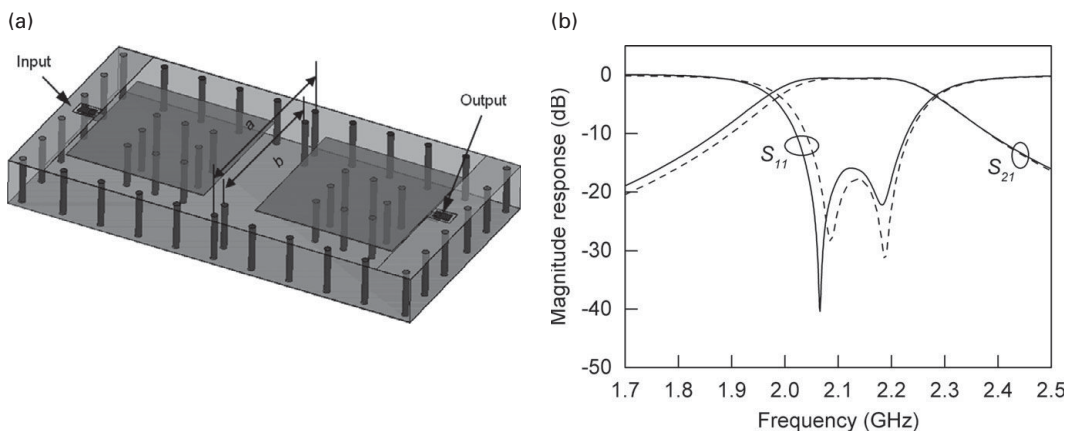 (a)
Input
Output
a
b
(b)
Magnitude response (dB)
0
-10
-20
-30
-40
-50
S11
S21
1.7 1.8 1.9 2.0 2.1 2.2 2.3 2.4 2.5
Frequency (GHz)